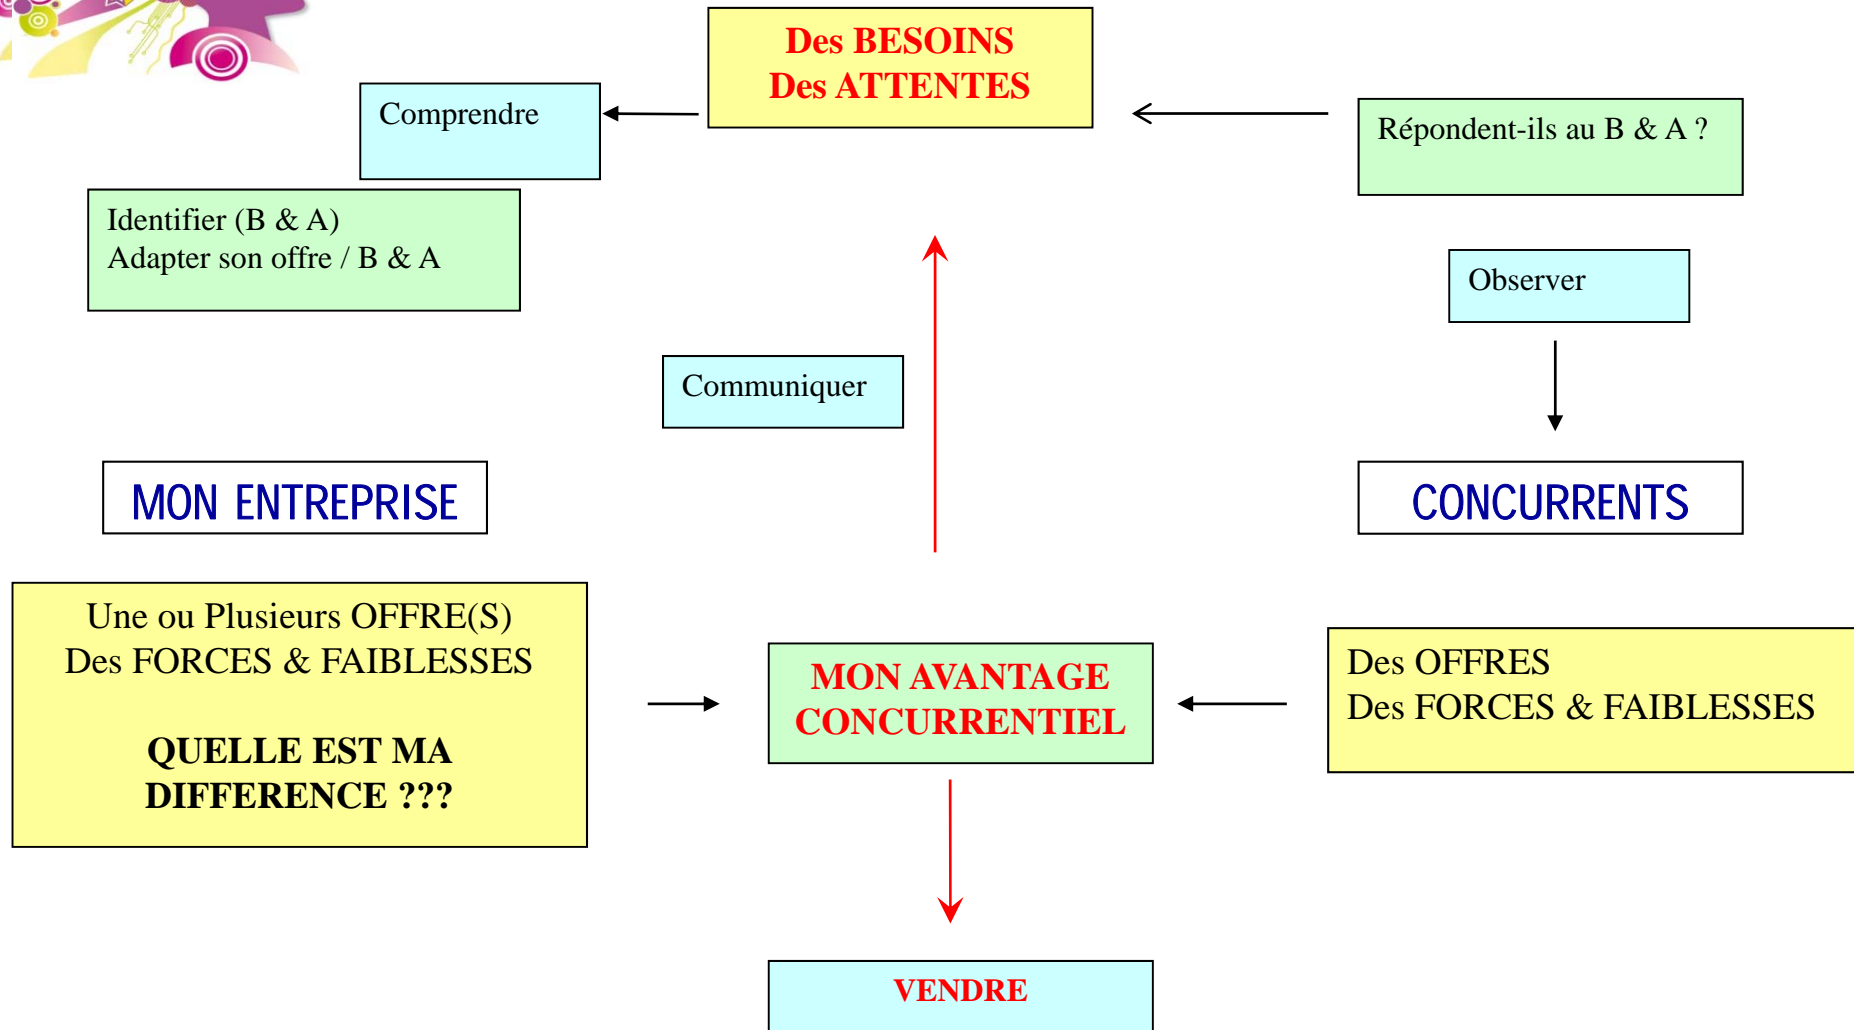 Des BESOINS
Des ATTENTES
Comprendre
Répondent-ils au B & A ?
Identifier (B & A)
Adapter son offre / B & A
Observer
Communiquer
MON ENTREPRISE
CONCURRENTS
Une ou Plusieurs OFFRE(S)
Des FORCES & FAIBLESSES
QUELLE EST MA
DIFFERENCE ???
MON AVANTAGE
CONCURRENTIEL
Des OFFRES
Des FORCES & FAIBLESSES
VENDRE